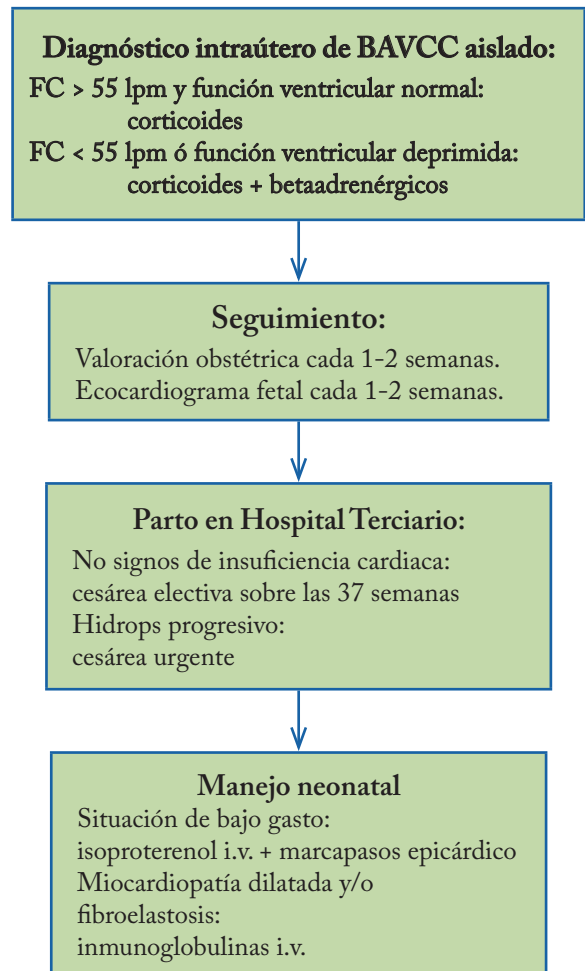 Diagnóstico intraútero de BAVCC aislado:
FC > 55 lpm y función ventricular normal:
corticoides
FC < 55 lpm ó función ventricular deprimida:
corticoides + betaadrenérgicos
Seguimiento:
Valoración obstétrica cada 1-2 semanas.
Ecocardiograma fetal cada 1-2 semanas.
Parto en Hospital Terciario:
No signos de insuficiencia cardiaca:
cesárea electiva sobre las 37 semanas
Hidrops progresivo:
cesárea urgente
Manejo neonatal
Situación de bajo gasto:
isoproterenol i.v. + marcapasos epicárdico
Miocardiopatía dilatada y/o
fibroelastosis:
inmunoglobulinas i.v.